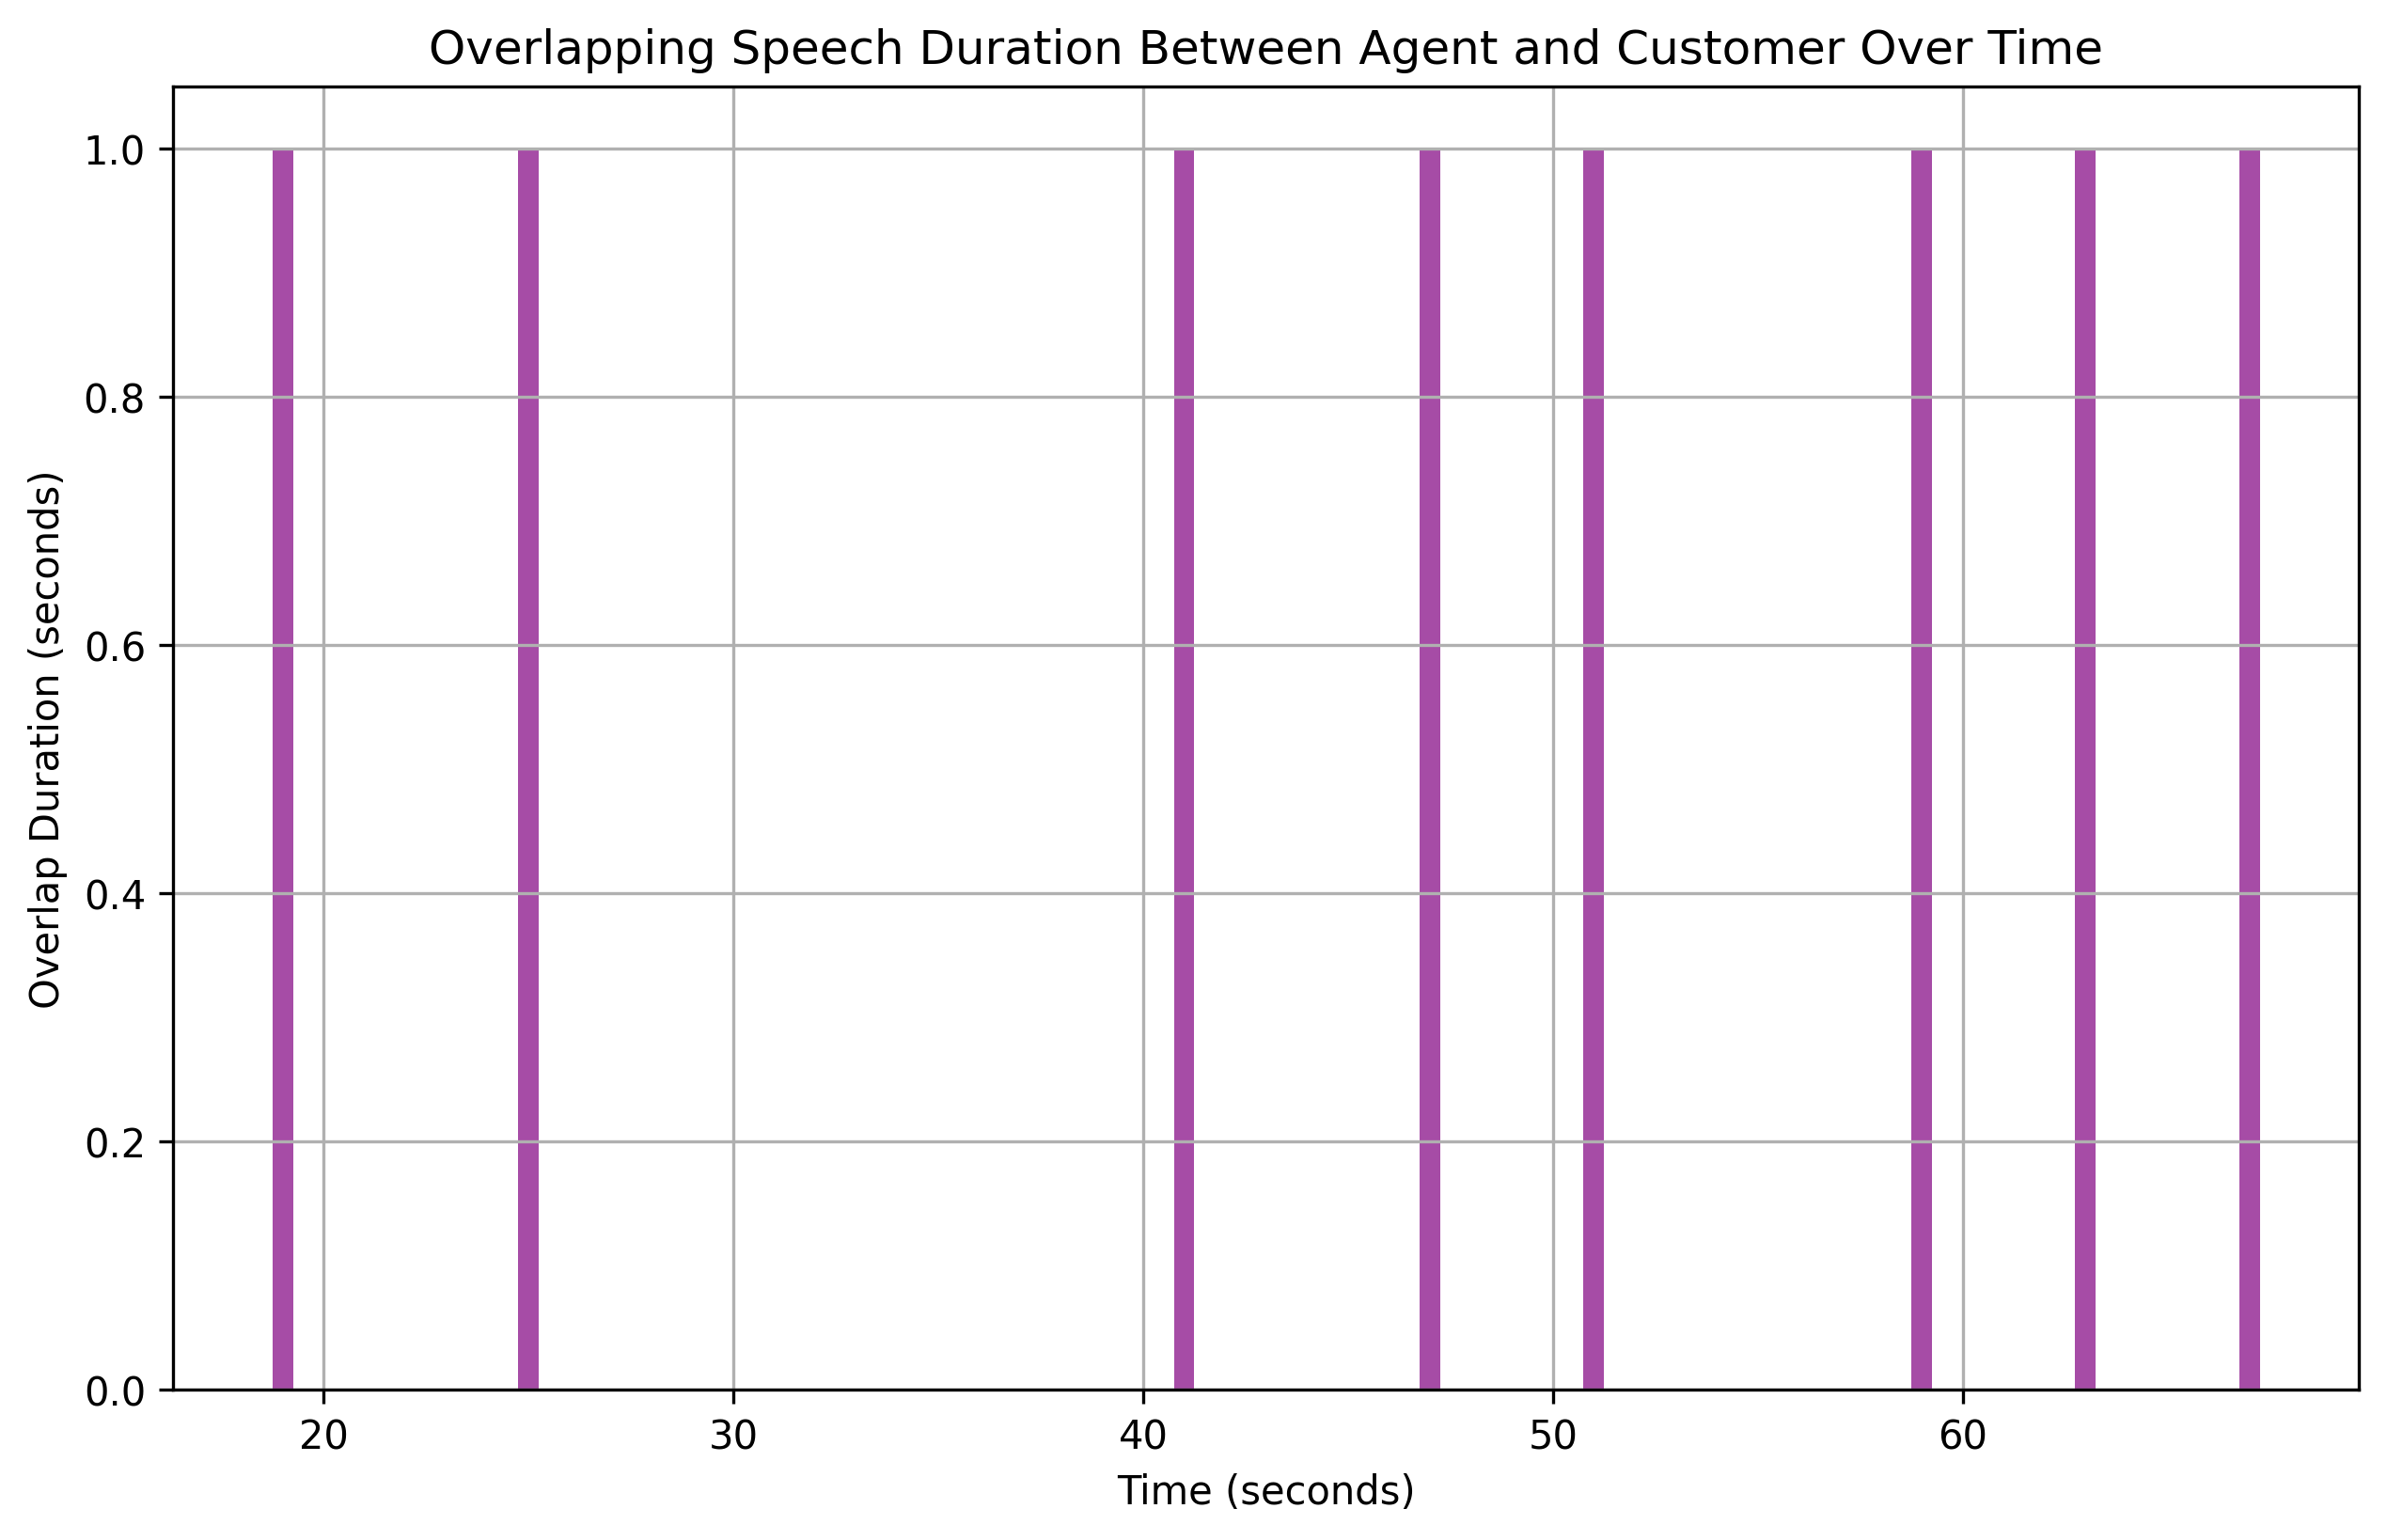 Overlapping Speech Duration Between Agent and Customer Over Time
1.0
0.8
0.6
0.4
0.2
0.0
Overlap Duration (seconds)
20 30 40 50 60
Time (seconds)